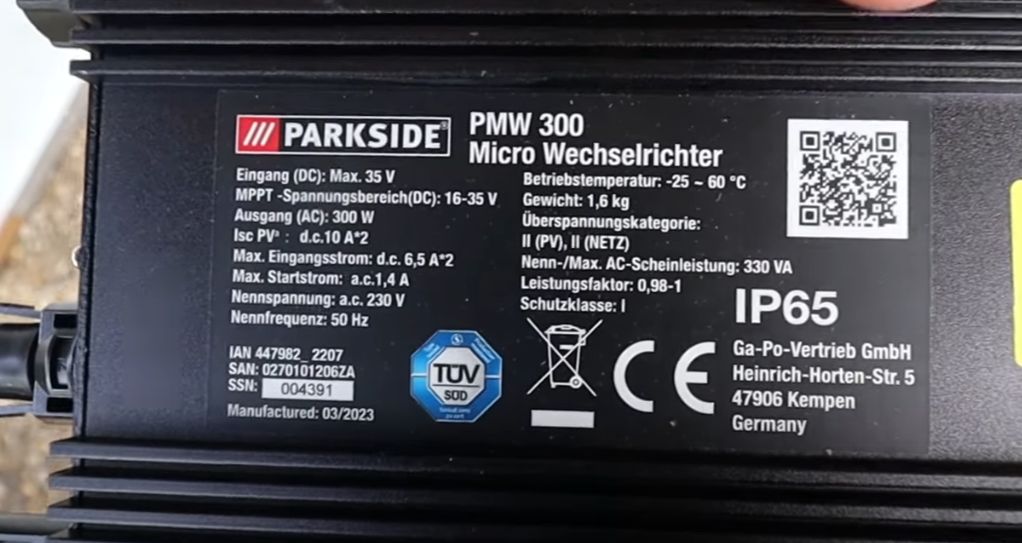 PARKSIDE®
PMW 300
Micro Wechselrichter
Eingang (DC): Max. 35 V
MPPT -Spannungsbereich(DC): 16-35 V
Ausgang (AC): 300 W
Isc PV : d.c.10 A*2
Max. Eingangsstrom: d.c. 6,5 A*2
Max. Startstrom: a.c.1,4 A
Nennspannung: a.c. 230 V
Nennfrequenz: 50 Hz
Betriebstemperatur: -25 ~ 60 °C
Gewicht: 1,6 kg
Überspannungskategorie:
II (PV), II (NETZ)
Nenn-/Max. AC-Scheinleistung: 330 VA
Leistungsfaktor: 0,98-1
Schutzklasse: I
IP65
IAN 447982_2207
SAN: 0270101206ZA
SSN: 004391
Manufactured: 03/2023
TÜV
SÜD
CE
Ga-Po-Vertrieb GmbH
Heinrich-Horten-Str. 5
47906 Kempen
Germany